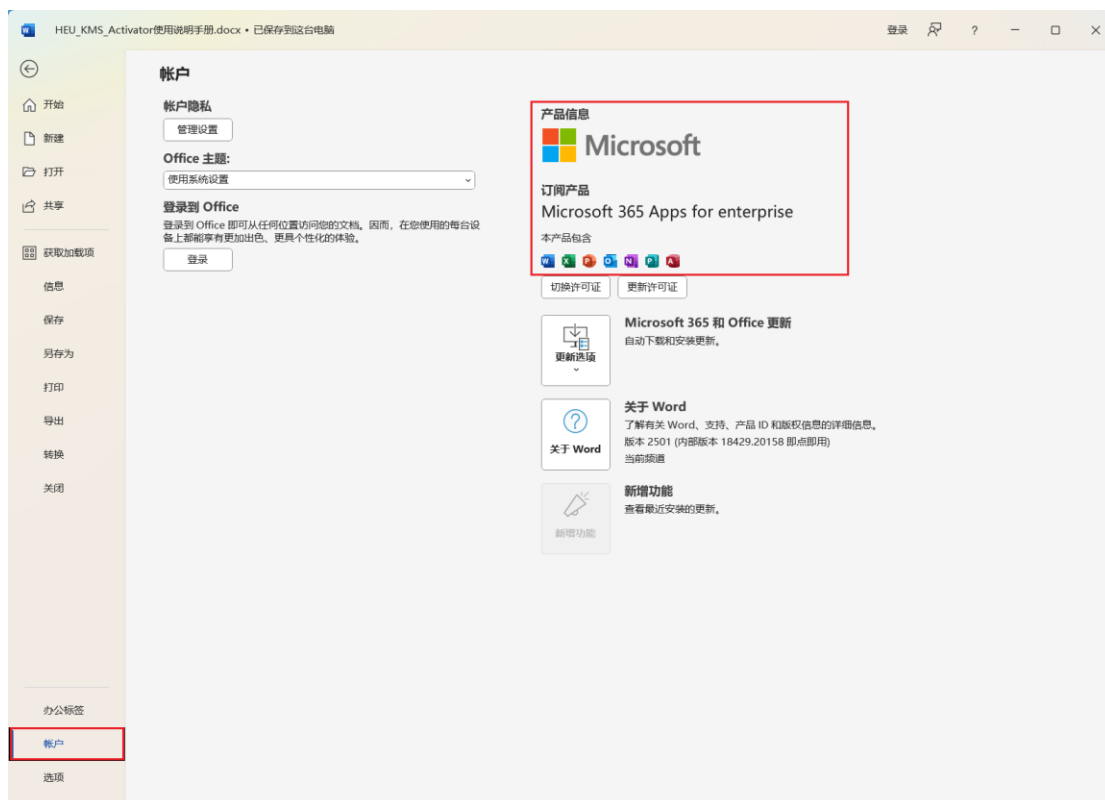 HEU_KMS_Activator使用说明手册.docx • 已保存到这台电脑
登录
?
帐户
开始
新建
打开
共享
获取加载项
信息
保存
另存为
打印
导出
转换
关闭
办公标签
帐户
选项
帐户隐私
管理设置
Office 主题:
使用系统设置
登录到 Office
登录到 Office 即可从任何位置访问您的文档。因而，在您使用的每台设
备上都能享有更加出色、更具个性化的体验。
登录
产品信息
Microsoft
订阅产品
Microsoft 365 Apps for enterprise
本产品包含
切换许可证
更新许可证
更新选项
Microsoft 365 和 Office 更新
自动下载和安装更新。
关于 Word
关于 Word
了解有关 Word、支持、产品 ID 和版权信息的详细信息。
版本 2501 (内部版本 18429.20158 即点即用)
当前频道
新增功能
新增功能
查看最近安装的更新。